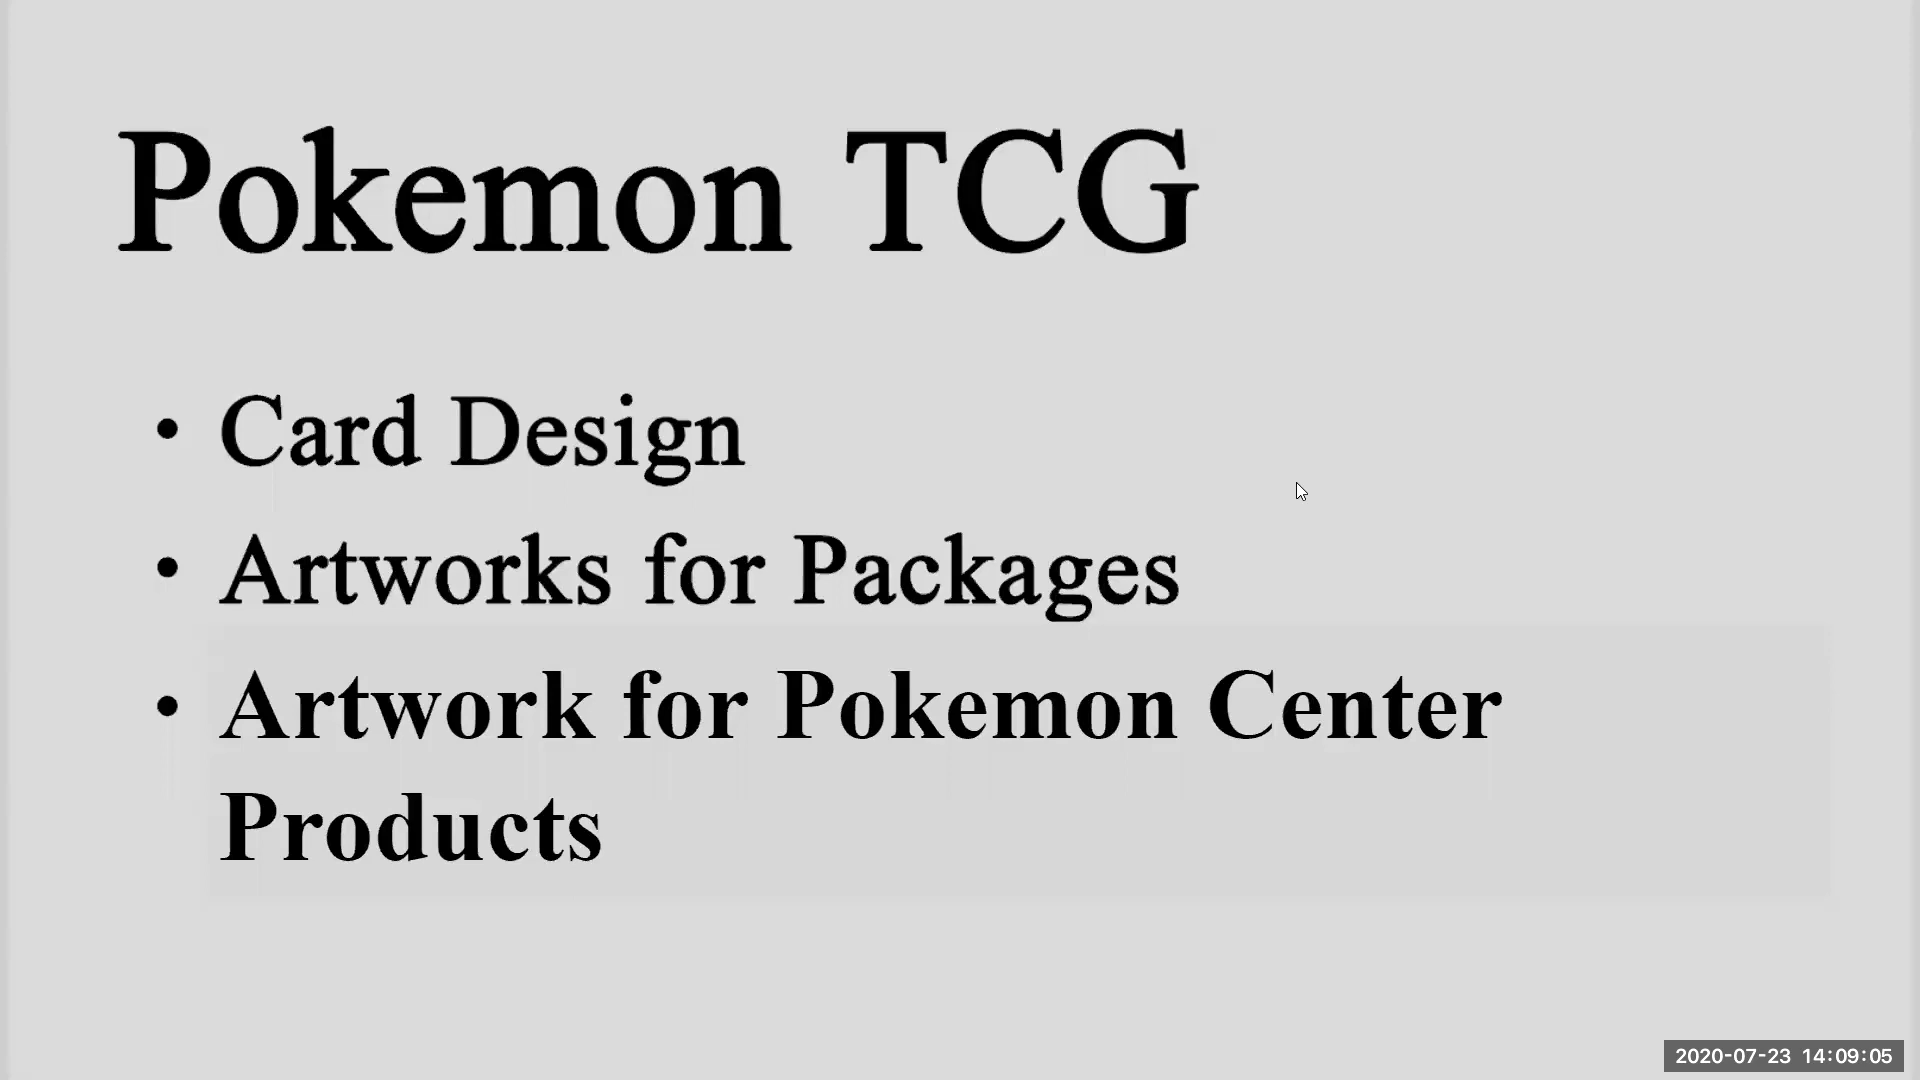 Pokemon TCG
• Card Design
• Artworks for Packages
• Artwork for Pokemon Center
Products
2020-07-23 14:09:05